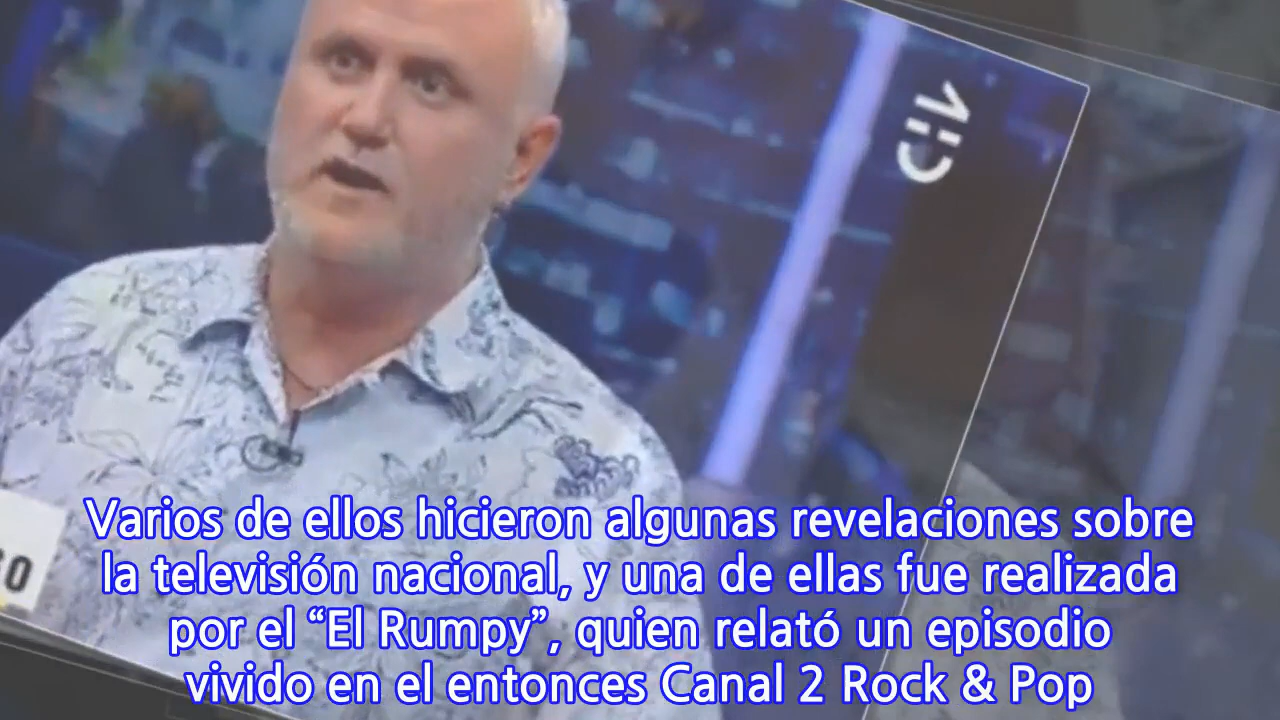 CH
Varios de ellos hicieron algunas revelaciones sobre
la televisión nacional, y una de ellas fue realizada
por el “El Rumpy”, quien relató un episodio
vivido en el entonces Canal 2 Rock & Pop